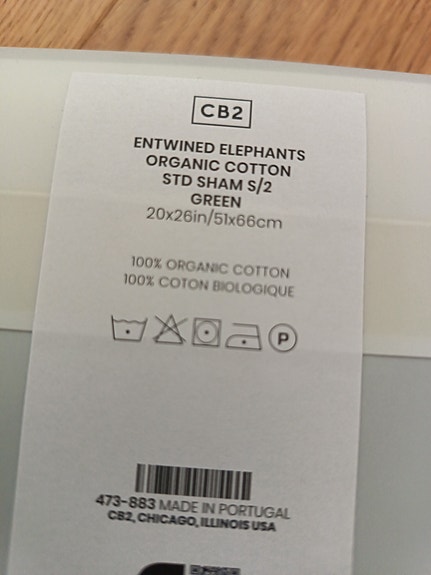 CB2
ENTWINED ELEPHANTS
ORGANIC COTTON
STD SHAM S/2
GREEN
20x26in/51x66cm
100% ORGANIC COTTON
100% COTON BIOLOGIQUE
P
473-883 MADE IN PORTUGAL
CB2, CHICAGO, ILLINOIS USA